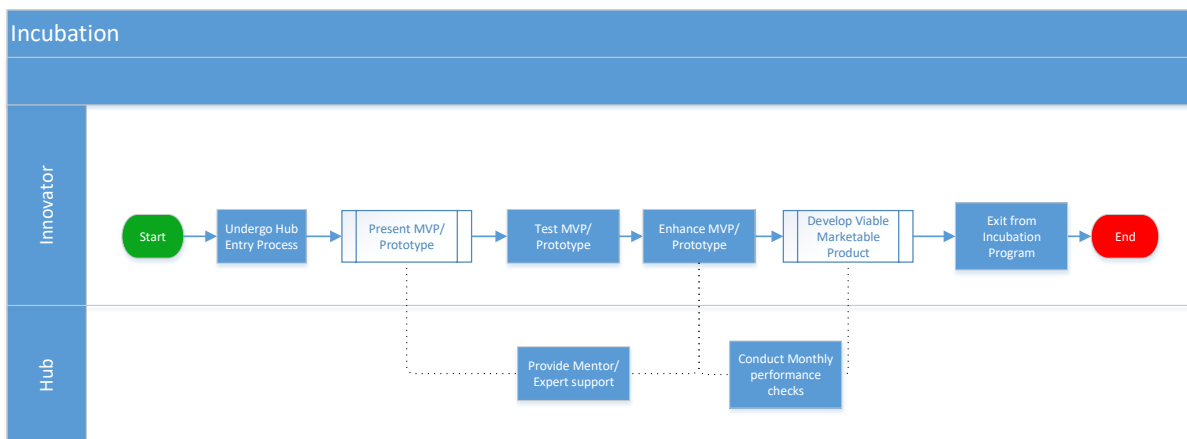 Incubation
Innovator
Start
Undergo Hub
Entry Process
Present MVP/
Prototype
Test MVP/
Prototype
Enhance MVP/
Prototype
Develop Viable
Marketable
Product
Exit from
Incubation
Program
End
Hub
Provide Mentor/
Expert support
Conduct Monthly
performance
checks